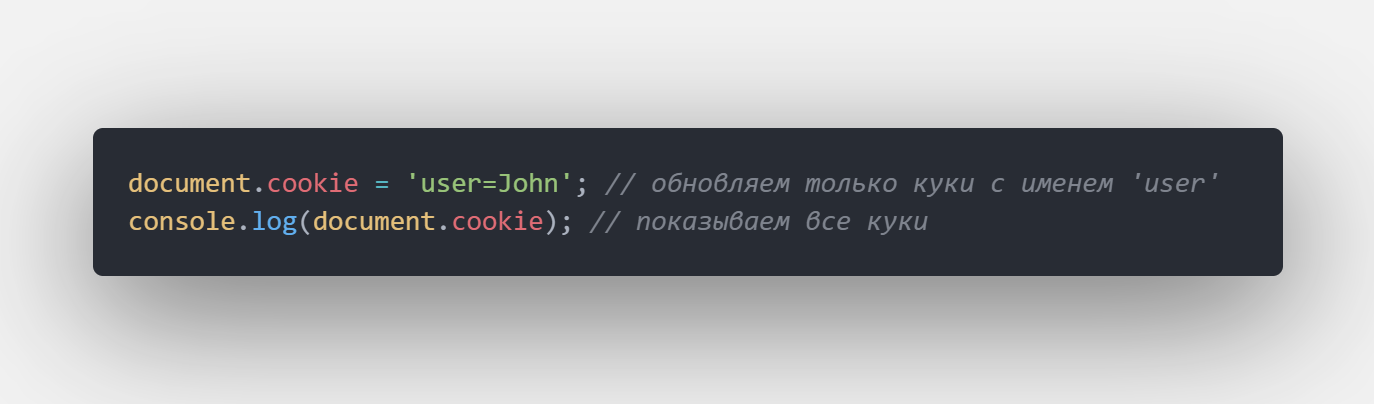 document.cookie = 'user=John'; // обновляем только куки с именем 'user'
console.log(document.cookie); // показываем все куки